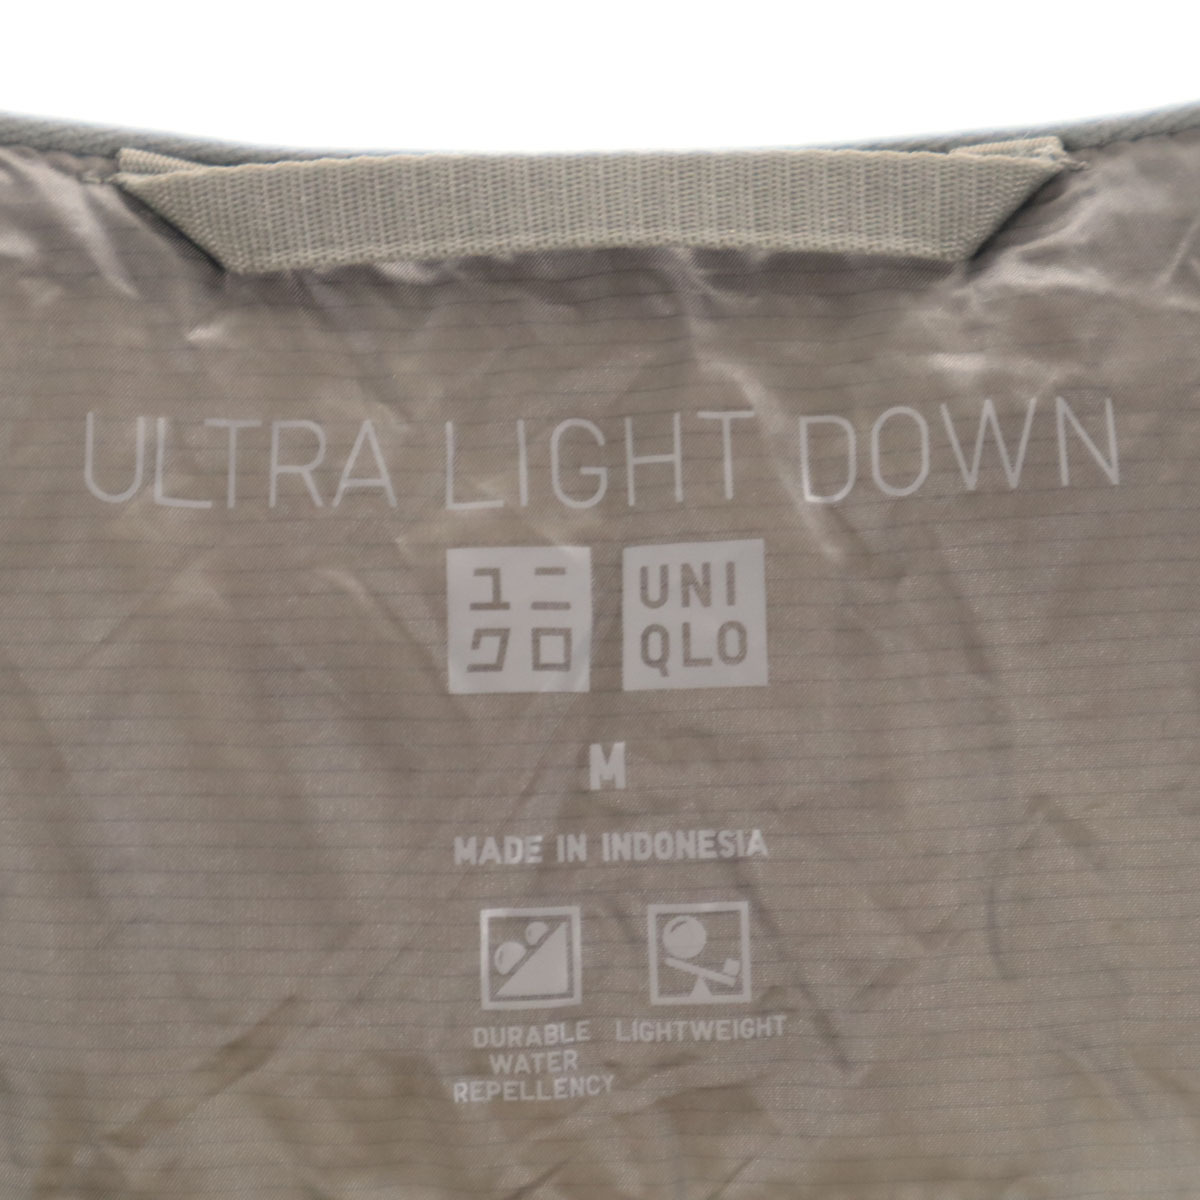 ULTRA LIGHT DOWN
ユニ
クロ
UNI
QLO
M
MADE IN INDONESIA
DURABLE
WATER
REPELLENCY
LIGHTWEIGHT